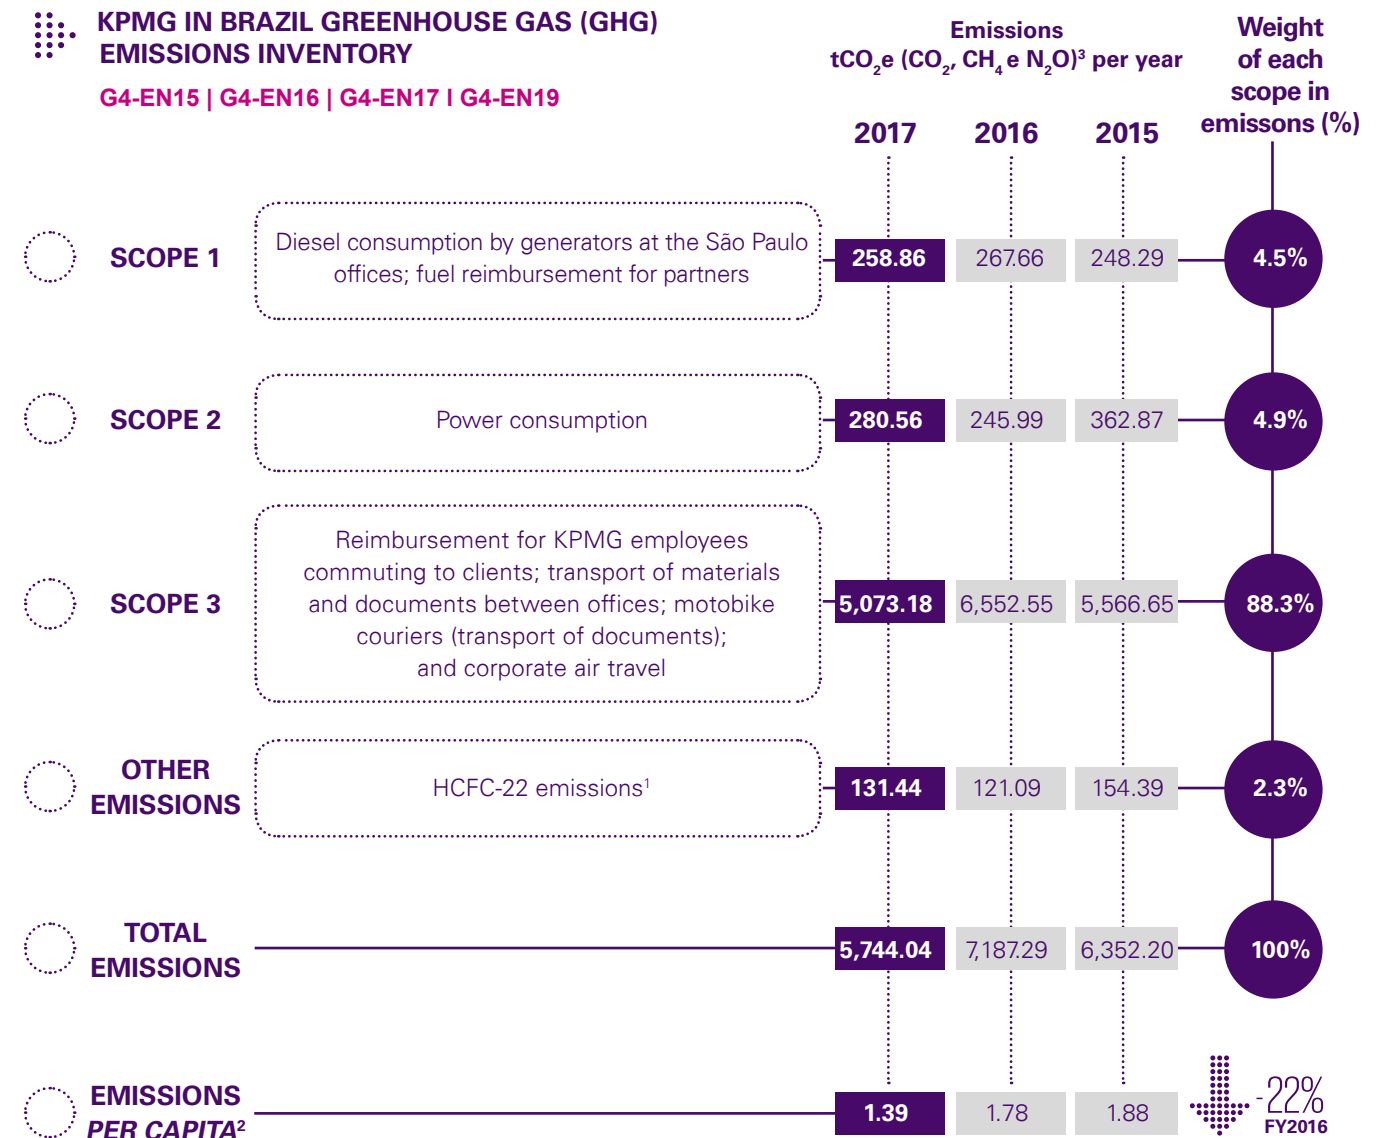 KPMG IN BRAZIL GREENHOUSE GAS (GHG)
EMISSIONS INVENTORY
G4-EN15 | G4-EN16 | G4-EN17 I G4-EN19
Emissions
tCO₂e (CO₂, CH₄ e N₂O)³ per year
Weight
of each
scope in
emissons (%)
2017 2016 2015
SCOPE 1
Diesel consumption by generators at the São Paulo
offices; fuel reimbursement for partners
258.86 267.66 248.29 4.5%
SCOPE 2
Power consumption
280.56 245.99 362.87 4.9%
SCOPE 3
Reimbursement for KPMG employees
commuting to clients; transport of materials
and documents between offices; motobike
couriers (transport of documents);
and corporate air travel
5,073.18 6,552.55 5,566.65 88.3%
OTHER
EMISSIONS
HCFC-22 emissions¹
131.44 121.09 154.39 2.3%
TOTAL
EMISSIONS
5,744.04 7,187.29 6,352.20 100%
EMISSIONS
PER CAPITA²
1.39 1.78 1.88
-22%
FY2016